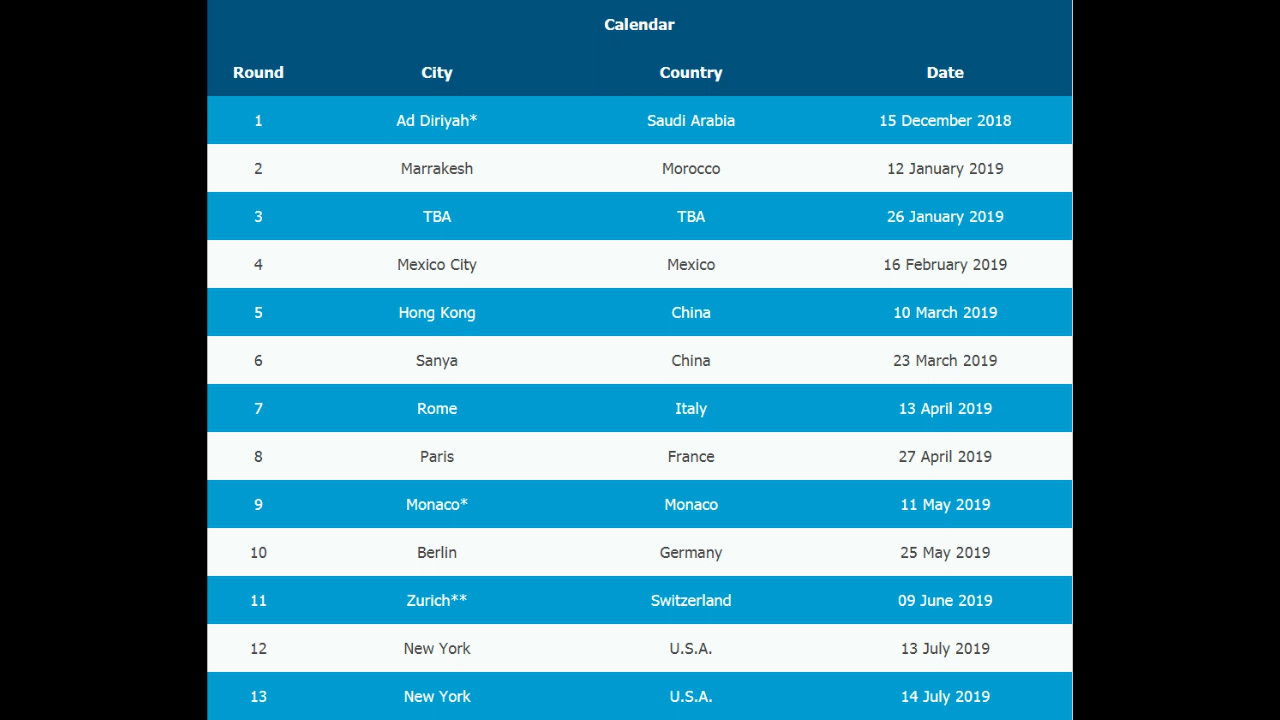 Calendar
Round City Country Date
1 Ad Diriyah* Saudi Arabia 15 December 2018
2 Marrakesh Morocco 12 January 2019
3 TBA TBA 26 January 2019
4 Mexico City Mexico 16 February 2019
5 Hong Kong China 10 March 2019
6 Sanya China 23 March 2019
7 Rome Italy 13 April 2019
8 Paris France 27 April 2019
9 Monaco* Monaco 11 May 2019
10 Berlin Germany 25 May 2019
11 Zurich** Switzerland 09 June 2019
12 New York U.S.A. 13 July 2019
13 New York U.S.A. 14 July 2019